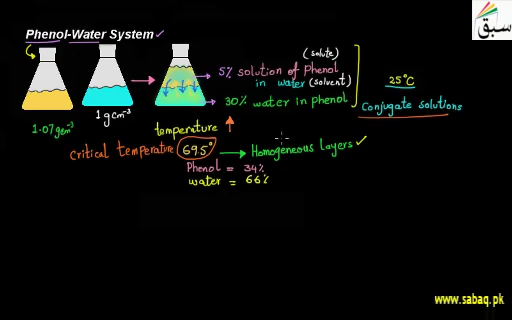 Phenol-Water System ✓
سبق
(solute)
5% solution of Phenol
in water (solvent)
30% water in phenol
25°C
Conjugate solutions
1.07gcm⁻³
1gcm⁻³
temperature ↑
Critical temperature 69.5° → Homogeneous layers ✓
Phenol = 34%
water = 66%
www.sabaq.pk